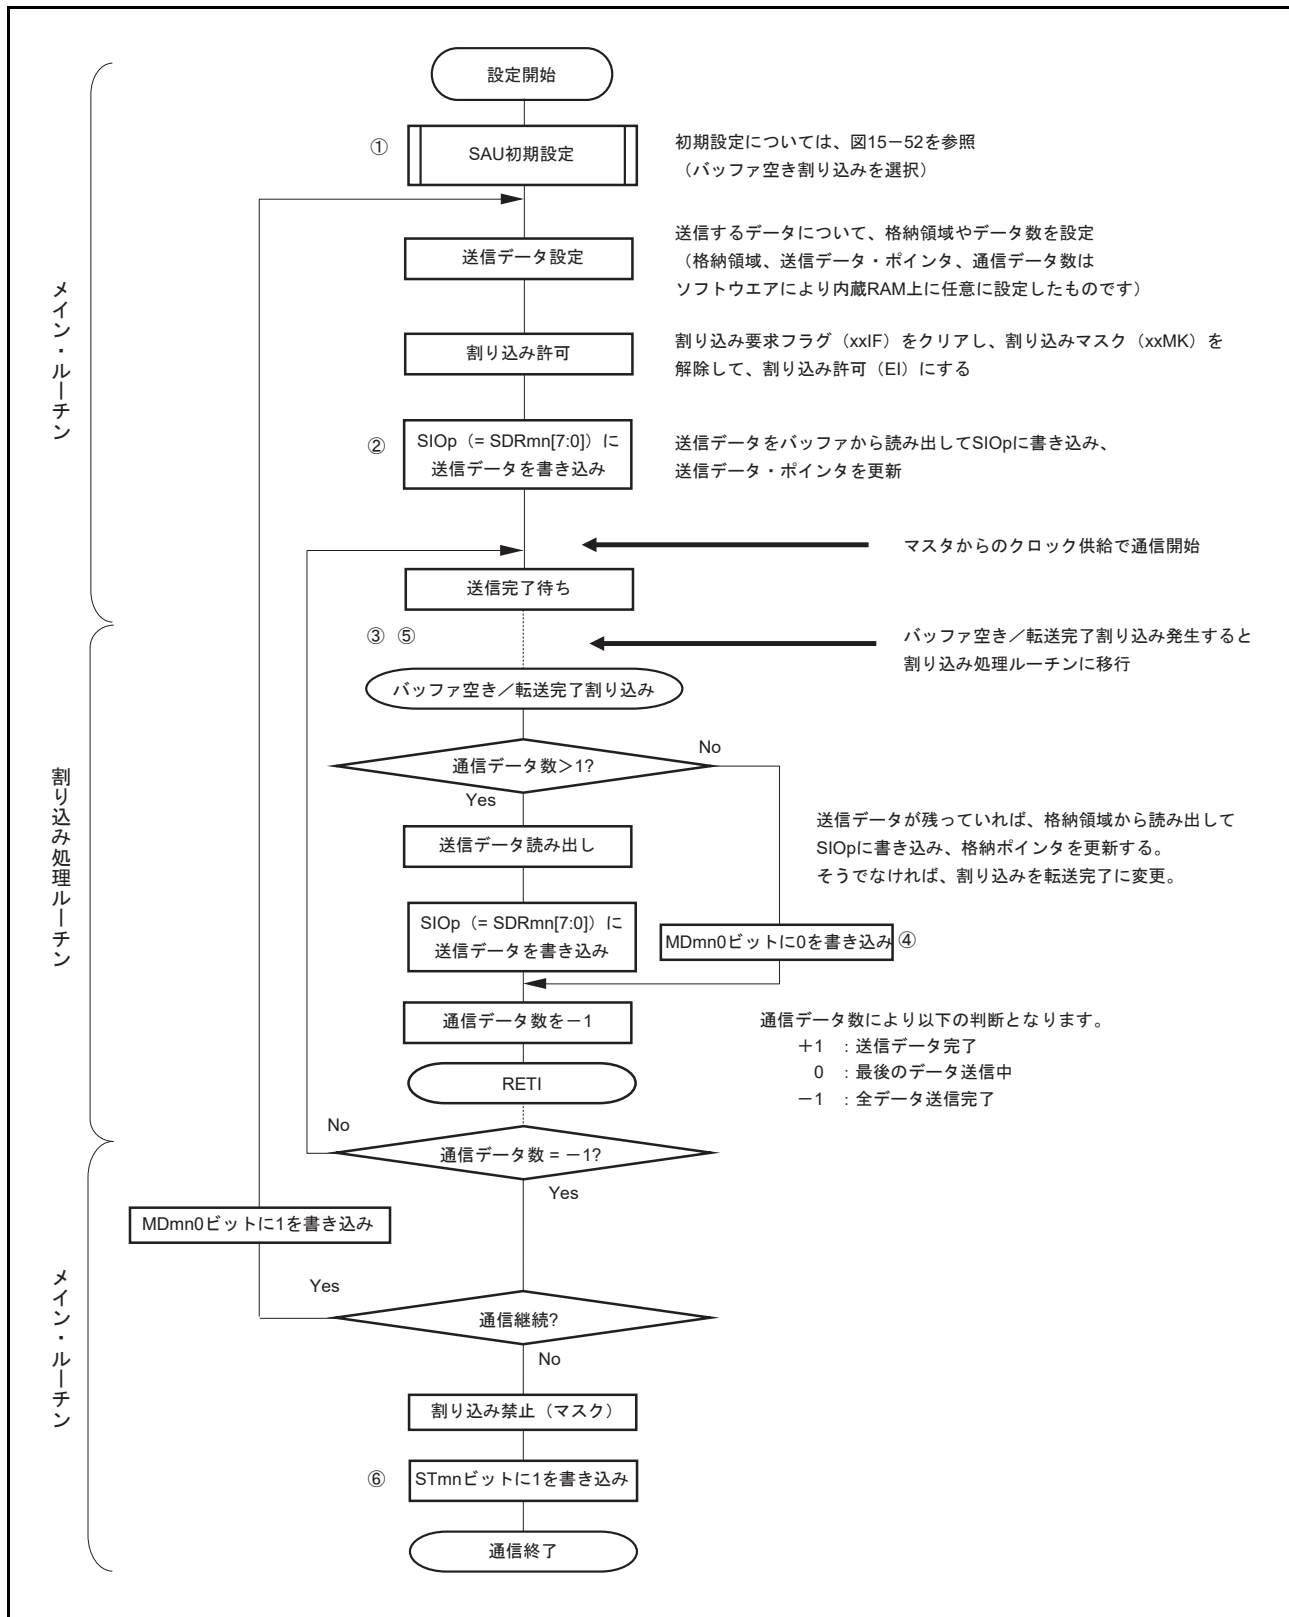 設定開始
①
SAU初期設定
初期設定については、図15－52を参照
（バッファ空き割り込みを選択）
送信データ設定
送信するデータについて、格納領域やデータ数を設定
（格納領域、送信データ・ポインタ、通信データ数は
ソフトウエアにより内蔵RAM上に任意に設定したものです）
メイン・ルーチン
割り込み許可
割り込み要求フラグ（xxIF）をクリアし、割り込みマスク（xxMK）を
解除して、割り込み許可（EI）にする
②
SIOp（= SDRmn[7:0]）に
送信データを書き込み
送信データをバッファから読み出してSIOpに書き込み、
送信データ・ポインタを更新
マスタからのクロック供給で通信開始
送信完了待ち
③ ⑤
バッファ空き／転送完了割り込み発生すると
割り込み処理ルーチンに移行
バッファ空き／転送完了割り込み
通信データ数＞1?
No
Yes
割り込み処理ルーチン
送信データ読み出し
送信データが残っていれば、格納領域から読み出して
SIOpに書き込み、格納ポインタを更新する。
そうでなければ、割り込みを転送完了に変更。
SIOp（= SDRmn[7:0]）に
送信データを書き込み
MDmn0ビットに0を書き込み
④
通信データ数を－1
通信データ数により以下の判断となります。
＋1 ：送信データ完了
0 ：最後のデータ送信中
－1 ：全データ送信完了
RETI
No
通信データ数 = －1?
Yes
MDmn0ビットに1を書き込み
メイン・ルーチン
Yes
通信継続?
No
割り込み禁止（マスク）
⑥
STmnビットに1を書き込み
通信終了